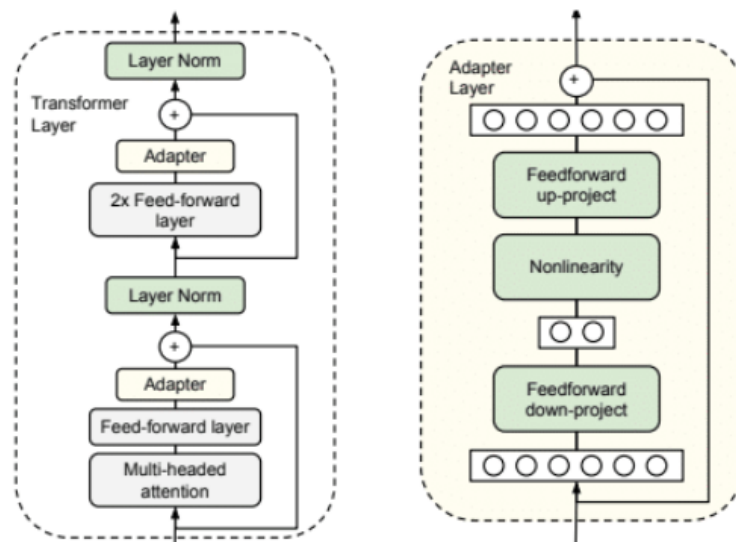 Layer Norm
Transformer
Layer
+
Adapter
2x Feed-forward
layer
Layer Norm
+
Adapter
Feed-forward layer
Multi-headed
attention
Adapter
Layer
+
Feedforward
up-project
Nonlinearity
Feedforward
down-project